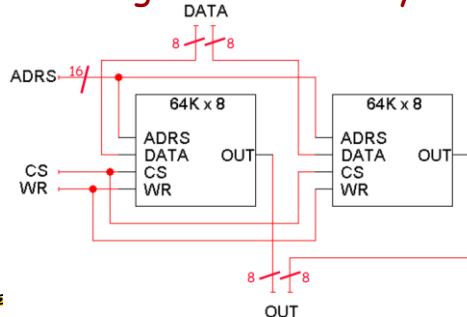 DATA
8 8
ADRS 16
64K x 8
ADRS
DATA OUT
CS
WR
64K x 8
ADRS
DATA OUT
CS
WR
CS
WR
8 8
OUT